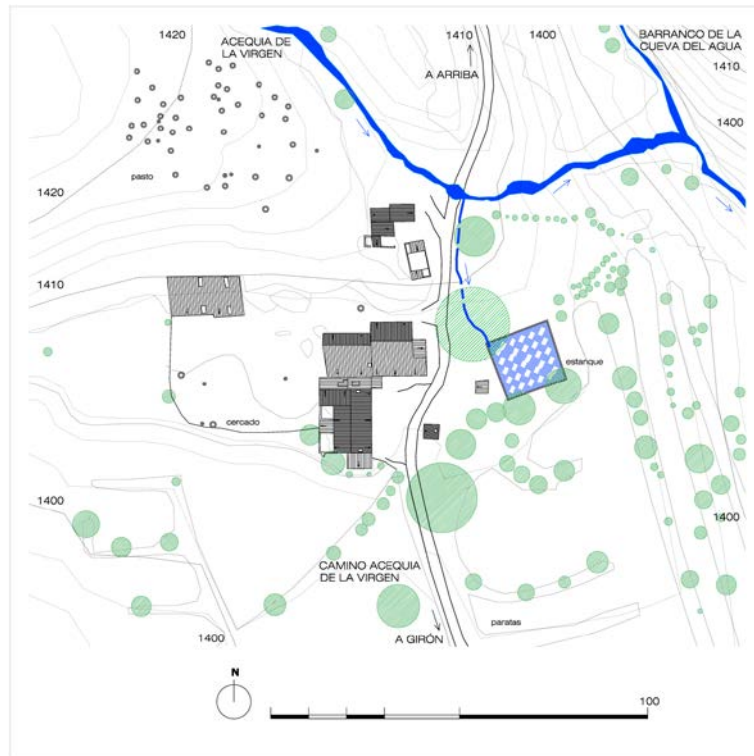 1420
ACEQUIA DE
LA VIRGEN
1410
1400
BARRANCO DE LA
CUEVA DEL AGUA
1410
A ARRIBA
1400
pasto
1420
1410
estanque
cercado
1400
1400
CAMINO ACEQUIA
DE LA VIRGEN
paratas
1400
A GIRÓN
N
100